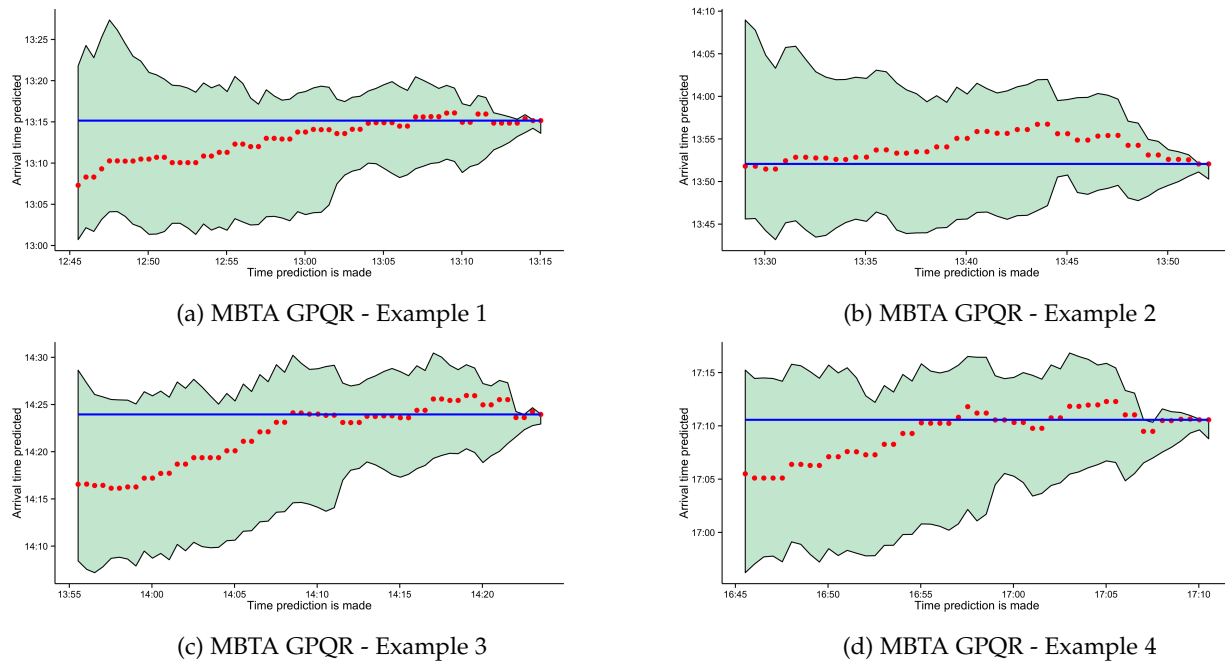 13:25
13:20
13:15
13:10
13:05
13:00
Arrival time predicted
12:45 12:50 12:55 13:00 13:05 13:10 13:15
Time prediction is made
(a) MBTA GPQR - Example 1
14:10
14:05
14:00
13:55
13:50
13:45
Arrival time predicted
13:30 13:35 13:40 13:45 13:50
Time prediction is made
(b) MBTA GPQR - Example 2
14:30
14:25
14:20
14:15
14:10
Arrival time predicted
13:55 14:00 14:05 14:10 14:15 14:20
Time prediction is made
(c) MBTA GPQR - Example 3
17:15
17:10
17:05
17:00
Arrival time predicted
16:45 16:50 16:55 17:00 17:05 17:10
Time prediction is made
(d) MBTA GPQR - Example 4